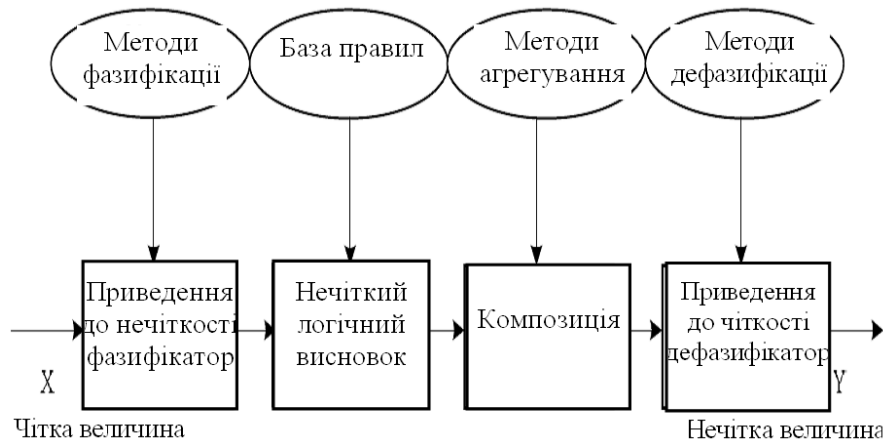 Методи
фазифікації
База правил
Методи
агрегування
Методи
дефазифікації
Приведення
до нечіткості
фазифікатор
Нечіткий
логічний
висновок
Композиція
Приведення
до чіткості
дефазифікатор
X
Y
Чітка величина
Нечітка величина